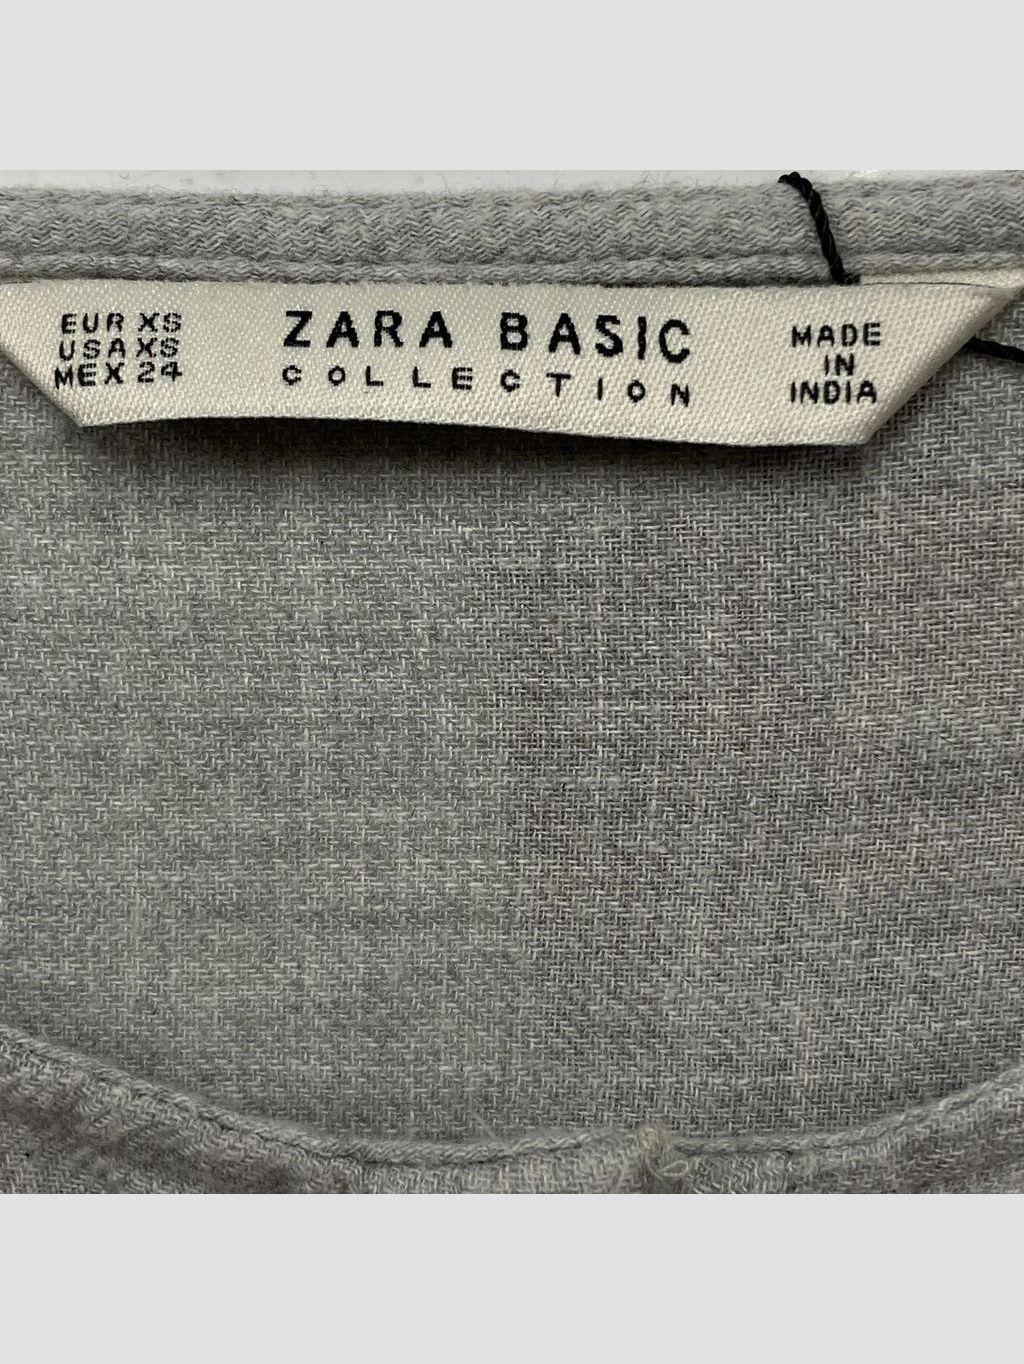 EUR XS
USA XS
MEX 24
ZARA BASIC
COLLECTION
MADE
IN
INDIA